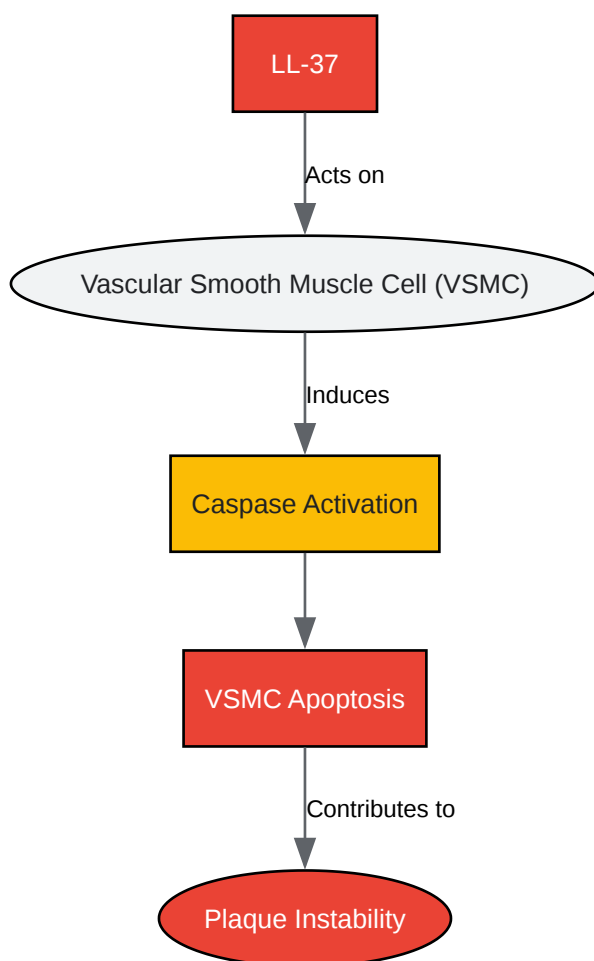 LL-37
Acts on
Vascular Smooth Muscle Cell (VSMC)
Induces
Caspase Activation
VSMC Apoptosis
Contributes to
Plaque Instability